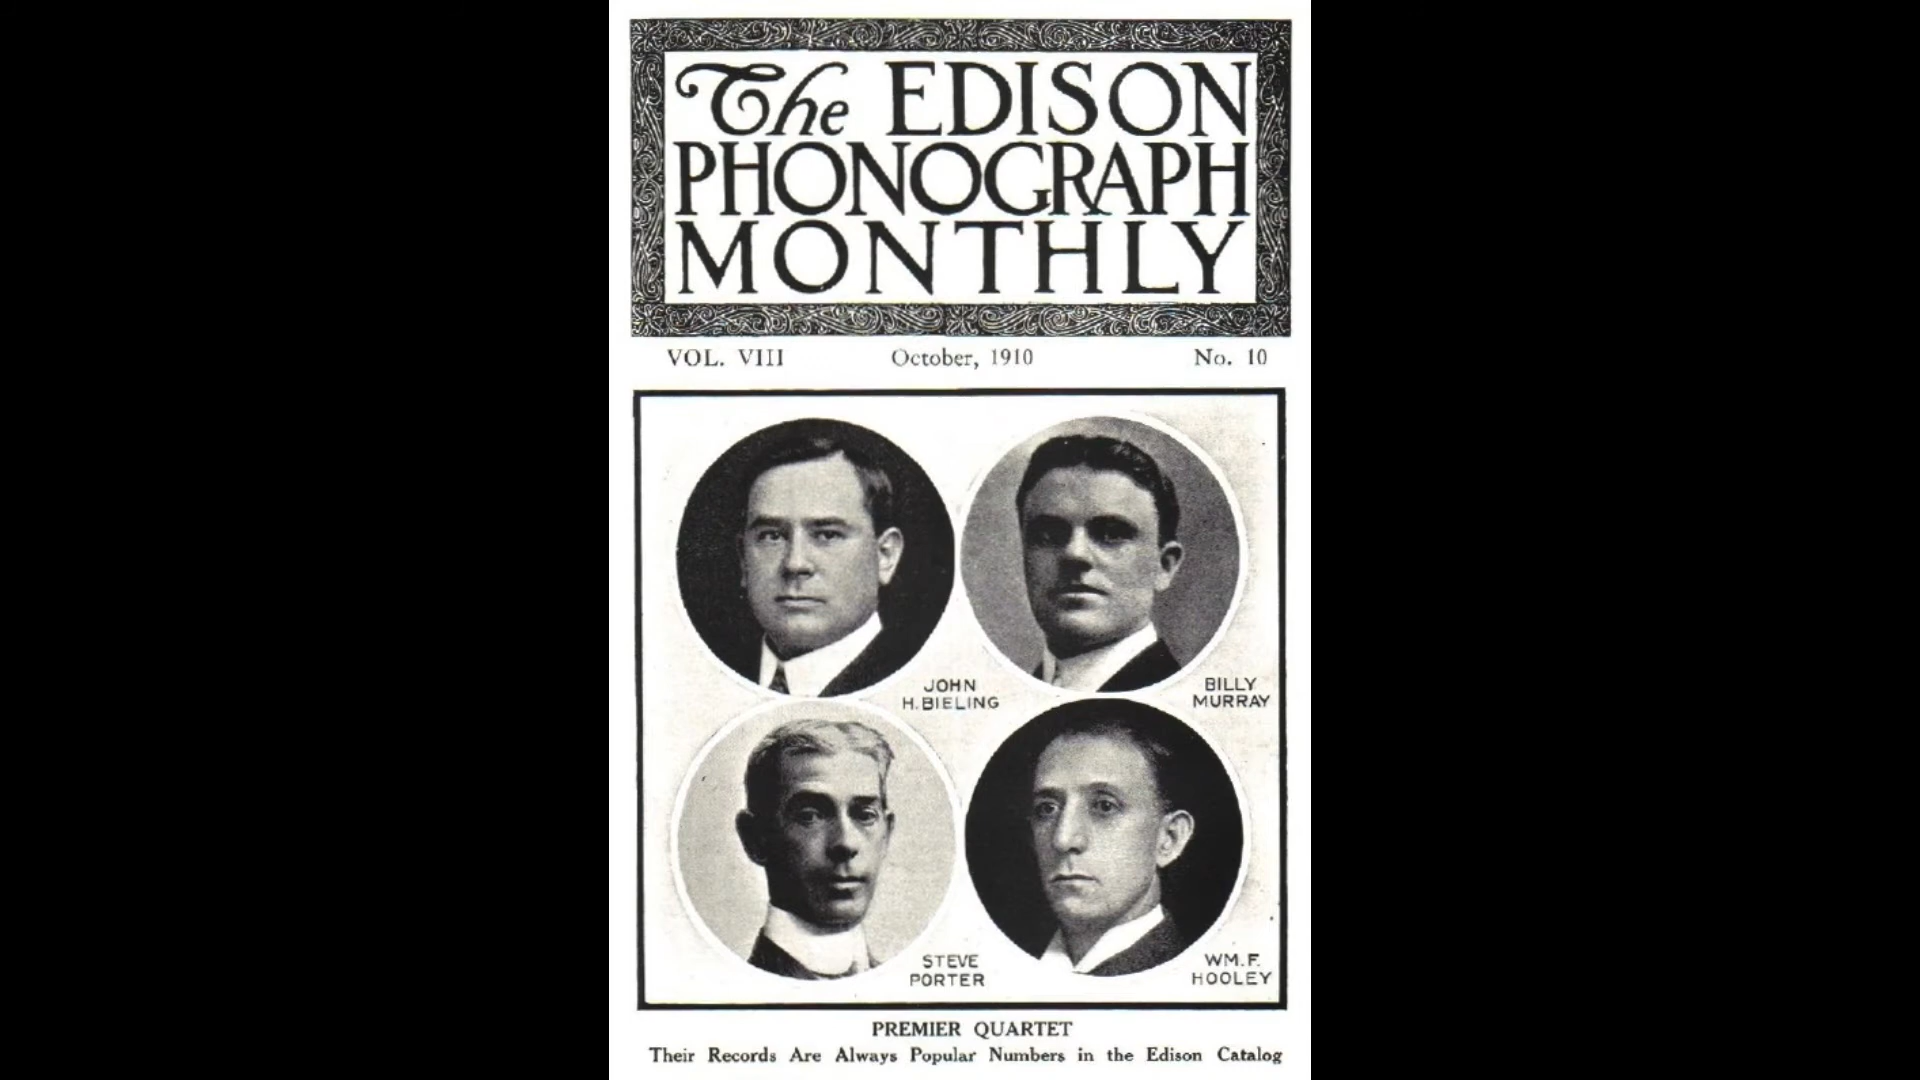 The EDISON
PHONOGRAPH
MONTHLY
VOL. VIII October, 1910 No. 10
JOHN
H. BIELING
BILLY
MURRAY
STEVE
PORTER
WM. F.
HOOLEY
PREMIER QUARTET
Their Records Are Always Popular Numbers in the Edison Catalog